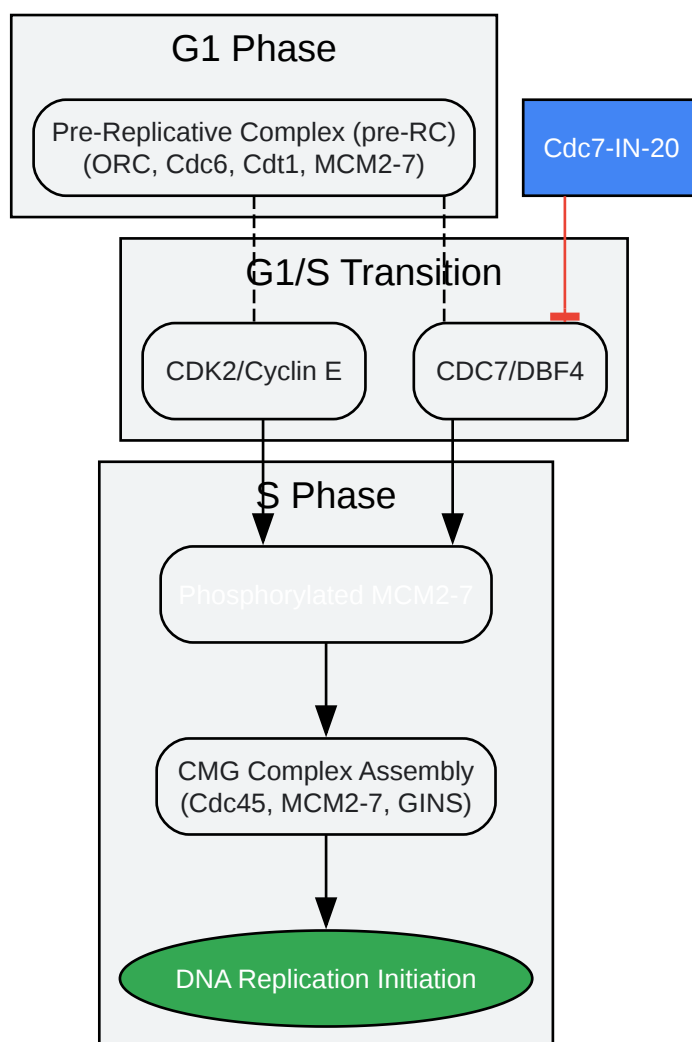 G1 Phase
Pre-Replicative Complex (pre-RC)
(ORC, Cdc6, Cdt1, MCM2-7)
Cdc7-IN-20
G1/S Transition
CDK2/Cyclin E
CDC7/DBF4
S Phase
Phosphorylated MCM2-7
CMG Complex Assembly
(Cdc45, MCM2-7, GINS)
DNA Replication Initiation